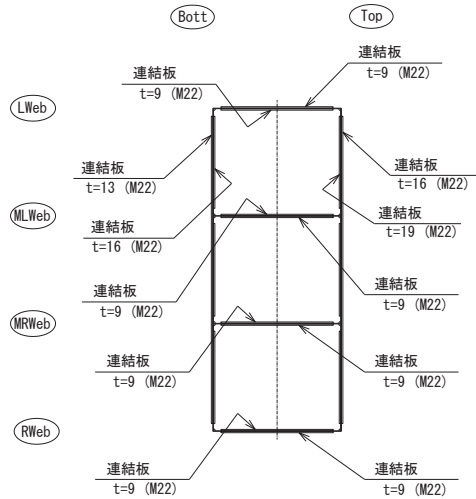 Bott
Top
連結板
t=9 (M22)
連結板
t=9 (M22)
LWeb
連結板
t=13 (M22)
連結板
t=16 (M22)
MLWeb
連結板
t=16 (M22)
連結板
t=19 (M22)
連結板
t=9 (M22)
連結板
t=9 (M22)
MRWeb
連結板
t=9 (M22)
連結板
t=9 (M22)
RWeb
連結板
t=9 (M22)
連結板
t=9 (M22)